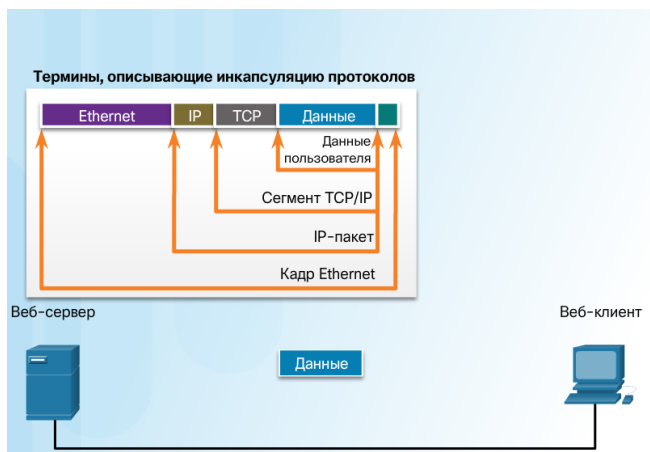 Термины, описывающие инкапсуляцию протоколов
Ethernet IP TCP Данные
Данные
пользователя
Сегмент TCP/IP
IP-пакет
Кадр Ethernet
Веб-сервер
Веб-клиент
Данные